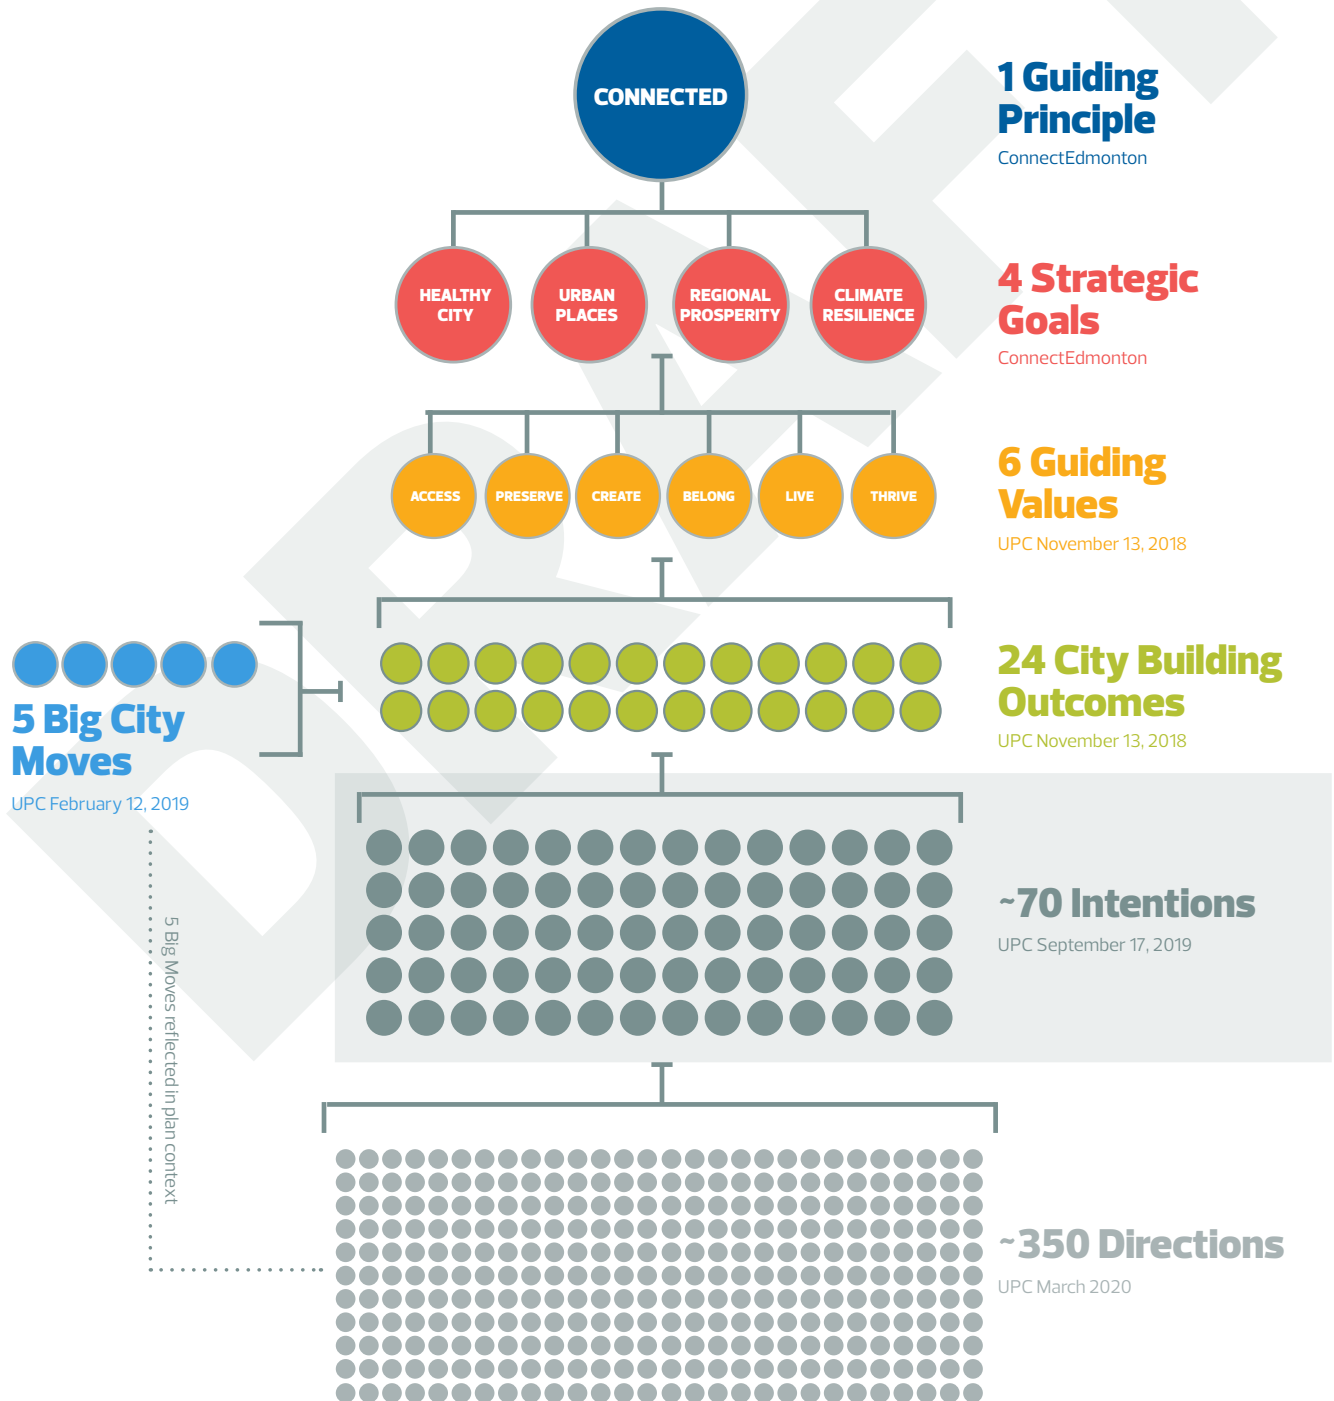 CONNECTED
1 Guiding
Principle
ConnectEdmonton
HEALTHY
CITY
URBAN
PLACES
REGIONAL
PROSPERITY
CLIMATE
RESILIENCE
4 Strategic
Goals
ConnectEdmonton
ACCESS
PRESERVE
CREATE
BELONG
LIVE
THRIVE
6 Guiding
Values
UPC November 13, 2018
5 Big City
Moves
UPC February 12, 2019
24 City Building
Outcomes
UPC November 13, 2018
~70 Intentions
UPC September 17, 2019
5 Big Moves reflected in plan context
~350 Directions
UPC March 2020
DRAFT